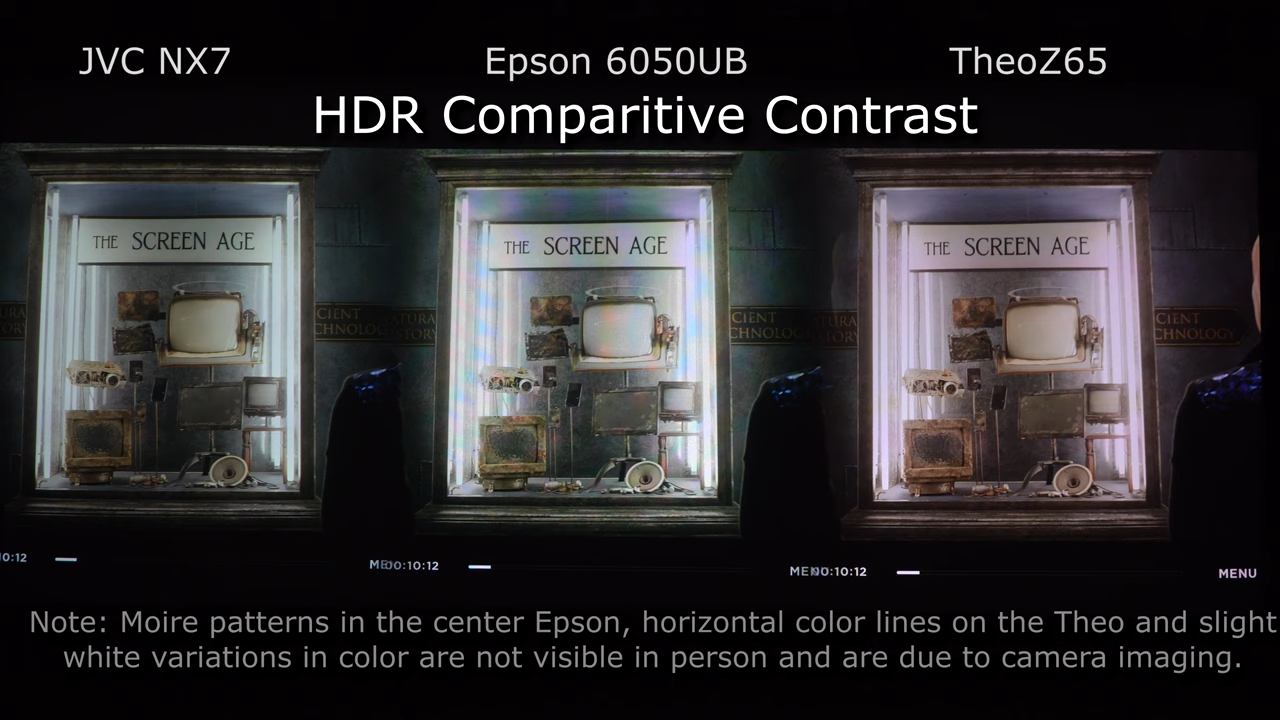 JVC NX7
Epson 6050UB
TheoZ65
HDR Comparitive Contrast
THE SCREEN AGE
THE SCREEN AGE
THE SCREEN AGE
CIENT
CHNOLO
CIENT
CHNOLO
CIENT
CHNOLOGY
0:12
00:10:12
00:10:12
MENU
Note: Moire patterns in the center Epson, horizontal color lines on the Theo and slight
white variations in color are not visible in person and are due to camera imaging.